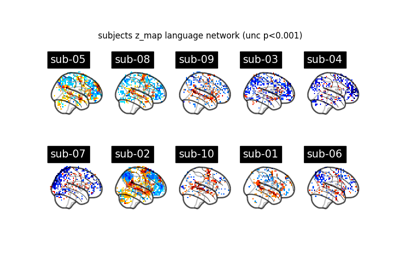 subjects z_map language network (unc p<0.001)
sub-05 sub-08 sub-09 sub-03 sub-04
sub-07 sub-02 sub-10 sub-01 sub-06